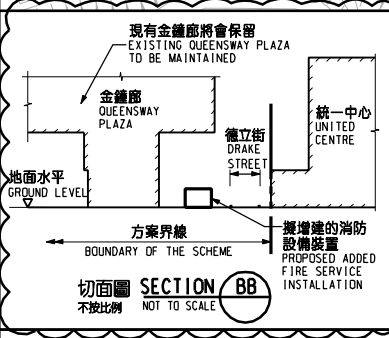 現有金鐘廊將會保留
EXISTING QUEENSWAY PLAZA
TO BE MAINTAINED
金鐘廊
QUEENSWAY
PLAZA
德立街
DRAKE
STREET
統一中心
UNITED
CENTRE
地面水平
GROUND LEVEL
方案界線
BOUNDARY OF THE SCHEME
擬增建的消防
設備裝置
PROPOSED ADDED
FIRE SERVICE
INSTALLATION
切面圖 SECTION BB
不按比例 NOT TO SCALE